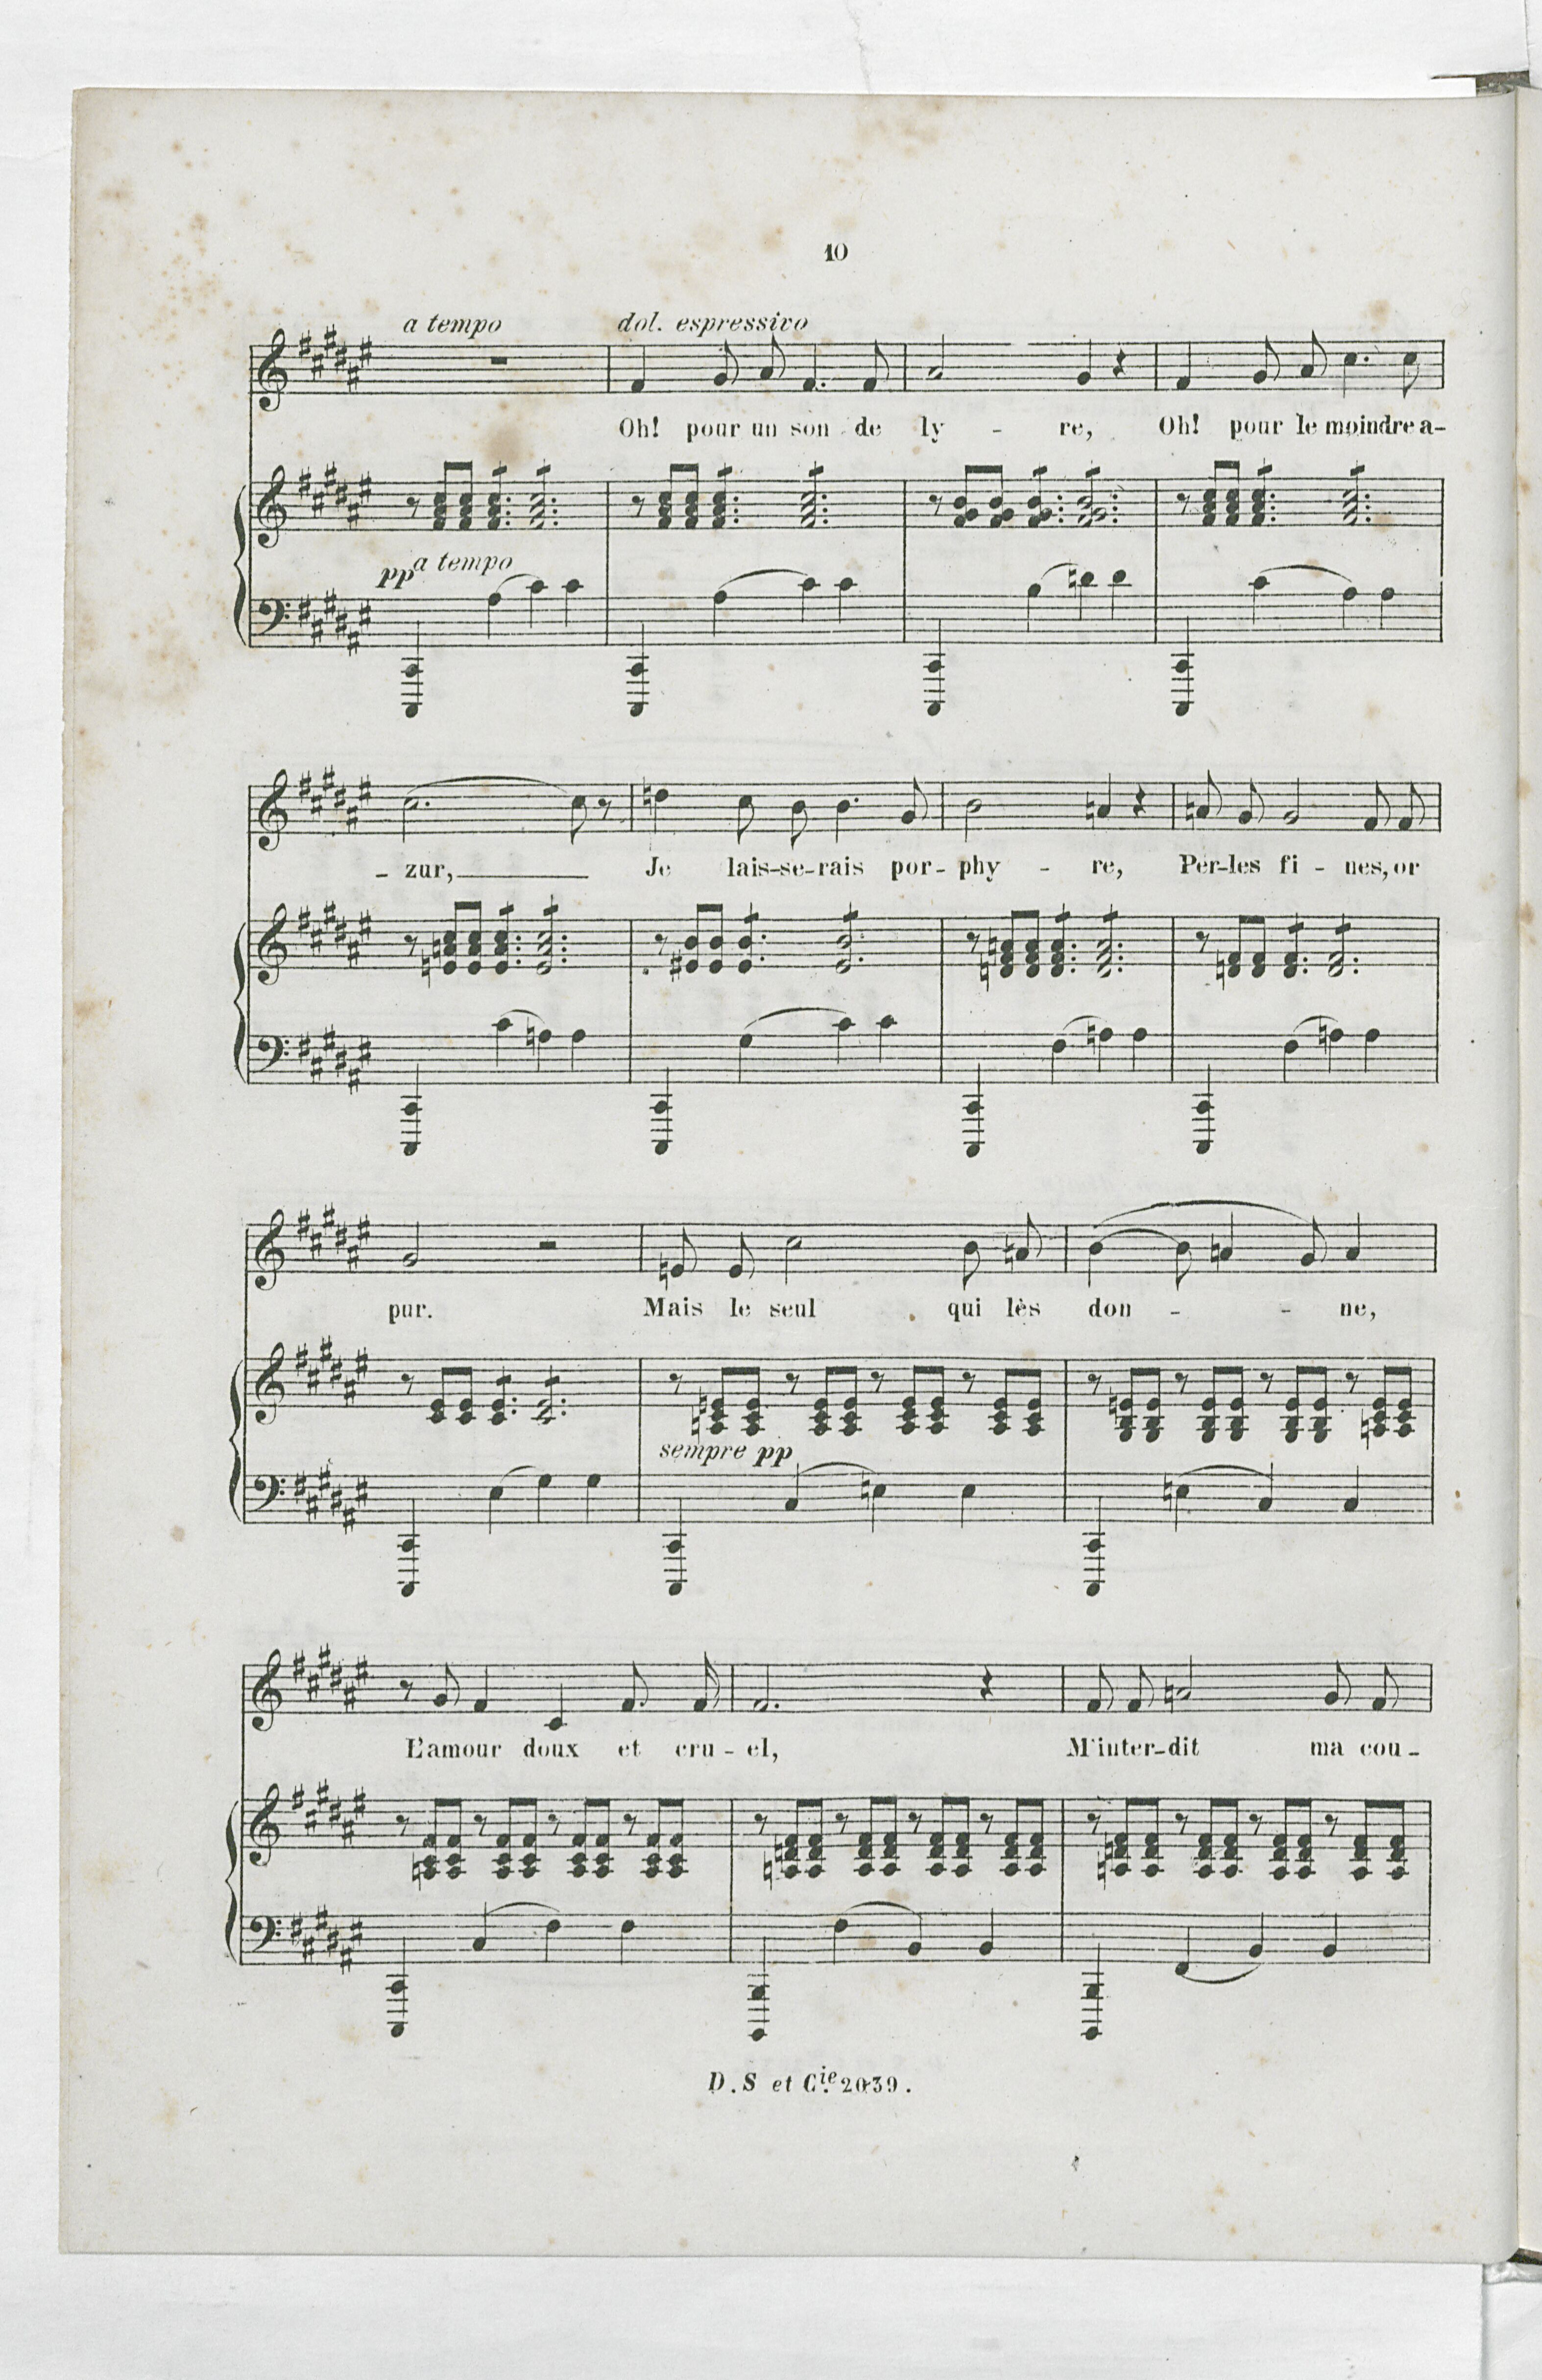 10
a tempo dol. espressivo
Oh! pour un son de ly - re, Oh! pour le moindre a-
pp a tempo
- zur, Je lais-se-rais por-phy - re, Per-les fi - nes, or
pur. Mais le seul qui lès don - - ne,
sempre pp
L'amour doux et cru - el, M'inter-dit ma cou -
D. S et Cie. 2039.